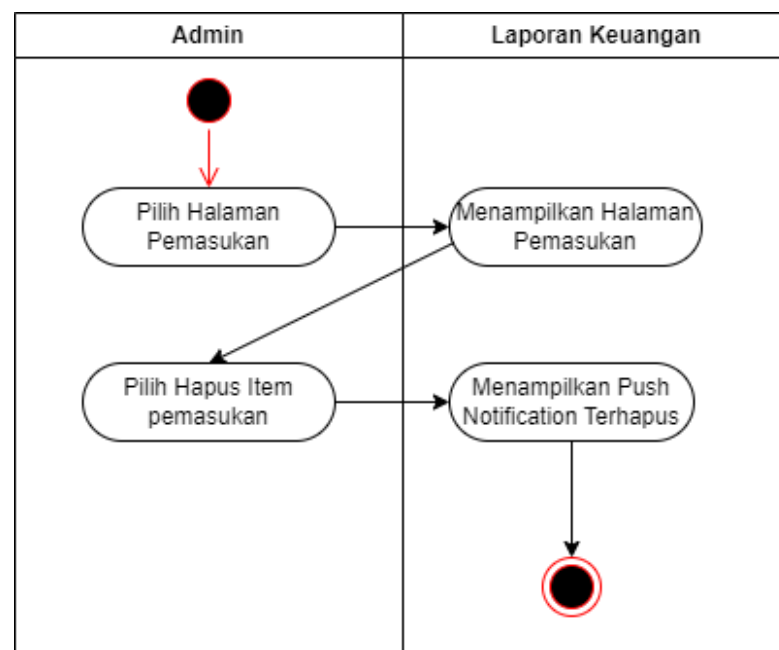 Admin
Laporan Keuangan
Pilih Halaman
Pemasukan
Menampilkan Halaman
Pemasukan
Pilih Hapus Item
pemasukan
Menampilkan Push
Notification Terhapus